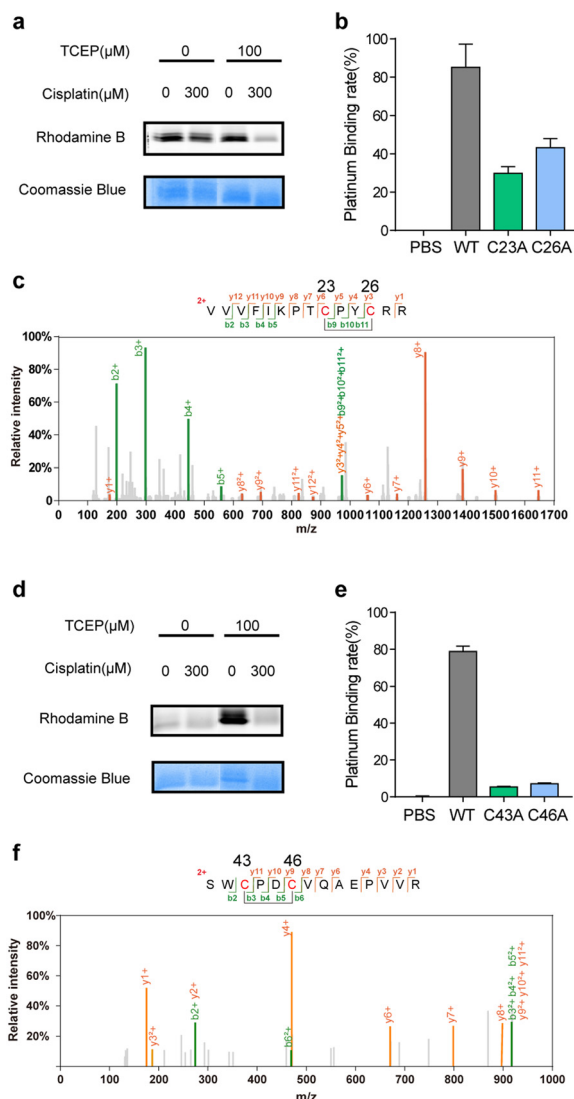 a
TCEP(μM) 0 100
Cisplatin(μM) 0 300 0 300
Rhodamine B
Coomassie Blue
b
Platinum Binding rate(%)
100
80
60
40
20
0
PBS WT C23A C26A
c
23 26
y12 y11 y10 y9 y8 y7 y6 y5 y4 y3 y1
2+
V V V F I K P T C P Y C R R
b2 b3 b4 b5 b9 b10 b11
Relative intensity
100%
80%
60%
40%
20%
y1+ b2+ b3+ b4+ b5+ y8²+ y9²+ y11²+ y12²+ y3²+y4²+y5²+ b9²+b10²+b11²+ y6+ y7+ y8+ y9+ y10+ y11+
0 100 200 300 400 500 600 700 800 900 1000 1100 1200 1300 1400 1500 1600 1700
m/z
d
TCEP(μM) 0 100
Cisplatin(μM) 0 300 0 300
Rhodamine B
Coomassie Blue
e
Platinum Binding rate(%)
100
80
60
40
20
0
PBS WT C43A C46A
f
43 46
y11 y10 y9 y8 y7 y6 y4 y3 y2 y1
2+
S W C P D C V Q A E P V V R
b2 b3 b4 b5 b6
Relative intensity
100%
80%
60%
40%
20%
y1+ y3²+ b2+ y2+ y4+ b6²+ y6+ y7+ y8+ b3²+ b4²+ b5²+ y9²+ y10²+ y11²+
0 100 200 300 400 500 600 700 800 900 1000
m/z